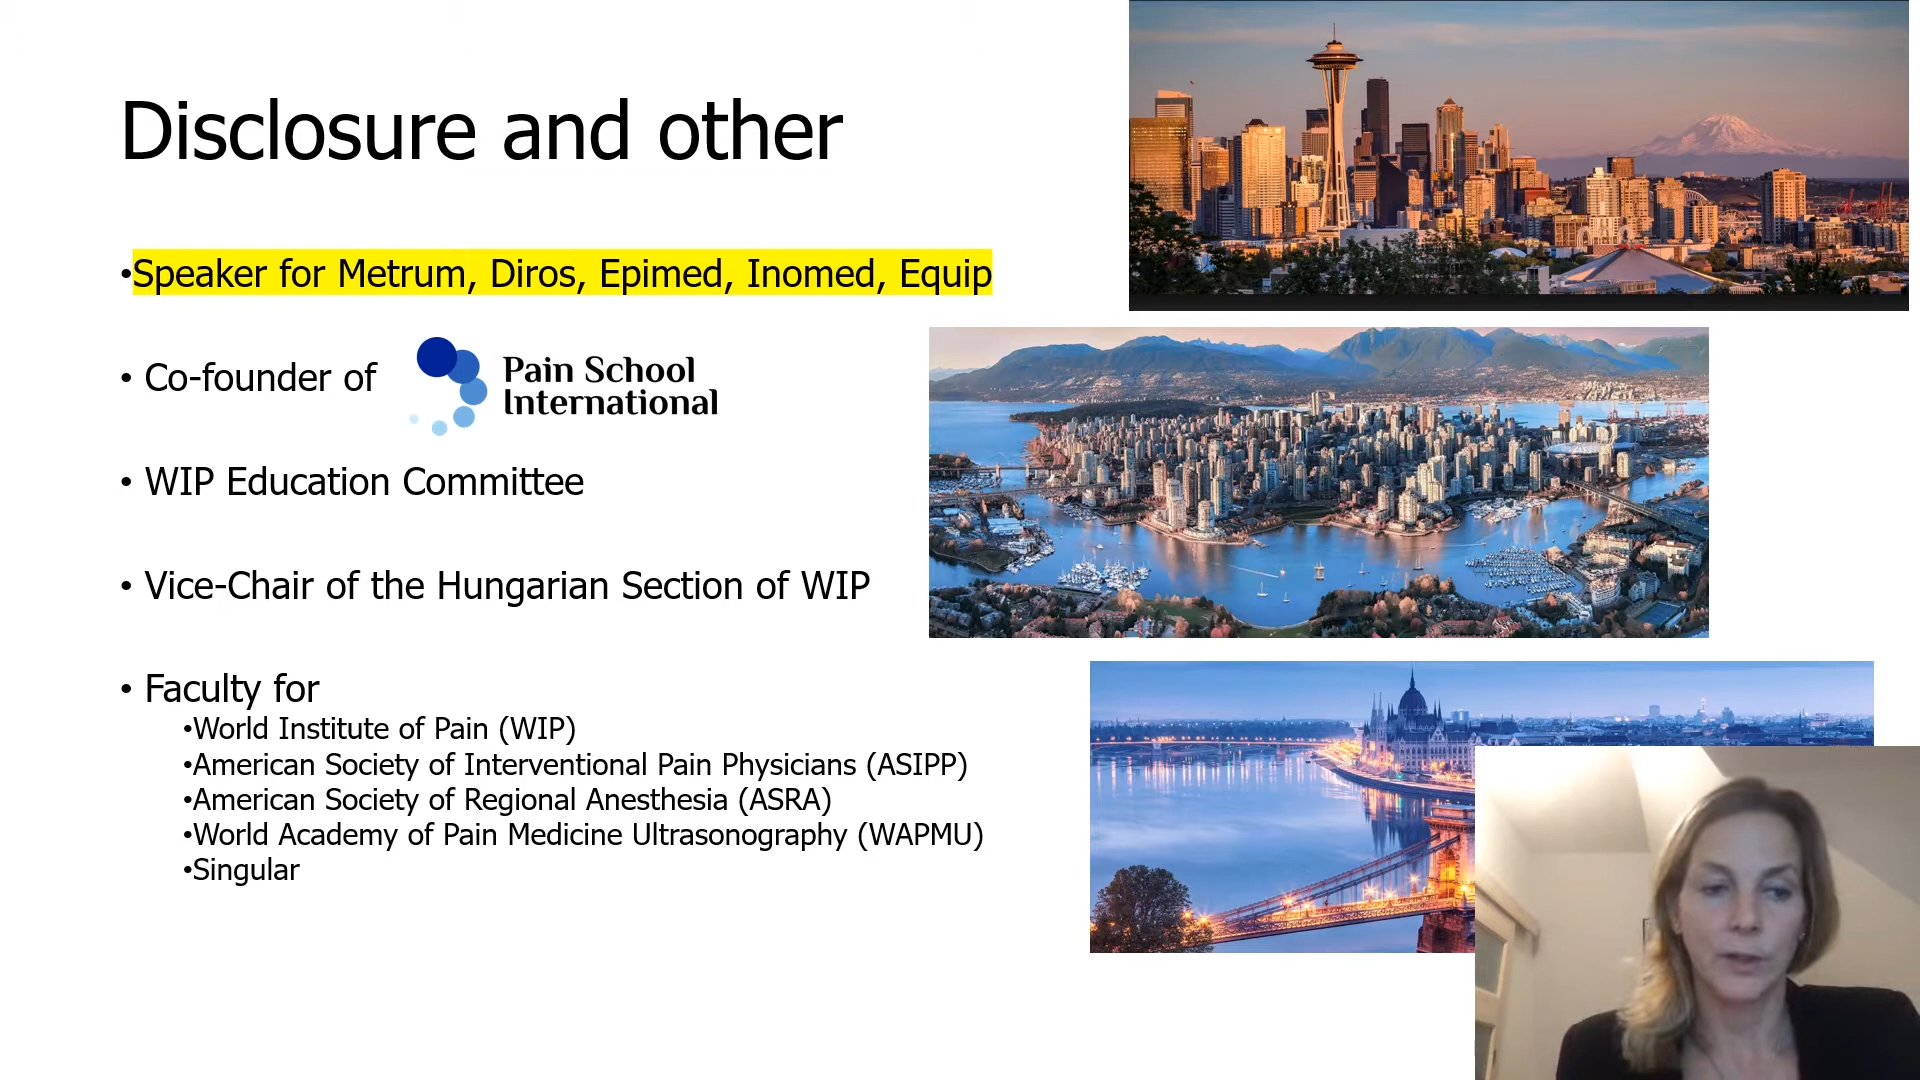 Disclosure and other
•Speaker for Metrum, Diros, Epimed, Inomed, Equip
• Co-founder of
Pain School
International
• WIP Education Committee
• Vice-Chair of the Hungarian Section of WIP
• Faculty for
•World Institute of Pain (WIP)
•American Society of Interventional Pain Physicians (ASIPP)
•American Society of Regional Anesthesia (ASRA)
•World Academy of Pain Medicine Ultrasonography (WAPMU)
•Singular